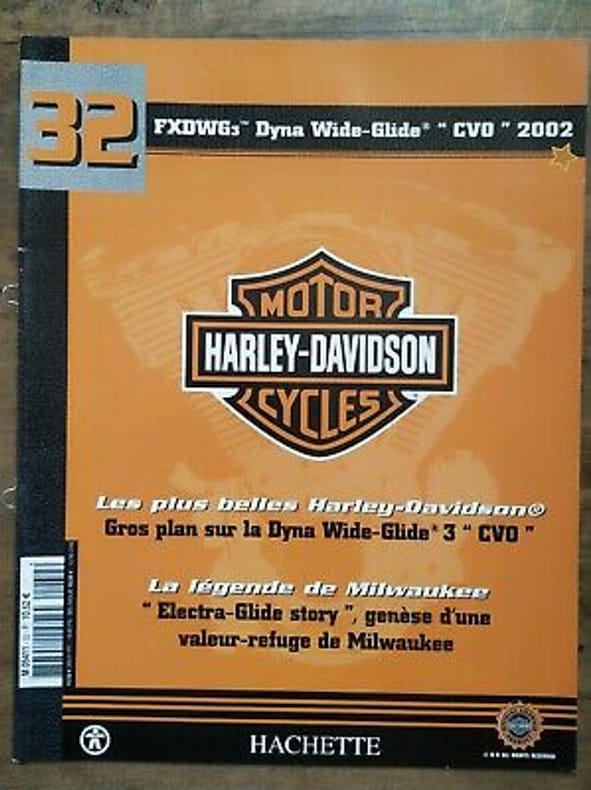 32
FXDWG3™ Dyna Wide-Glide® " CVO " 2002
MOTOR
HARLEY-DAVIDSON
CYCLES
Les plus belles Harley-Davidson®
Gros plan sur la Dyna Wide-Glide® 3 " CVO "
La légende de Milwaukee
" Electra-Glide story ", genèse d'une
valeur-refuge de Milwaukee
HACHETTE